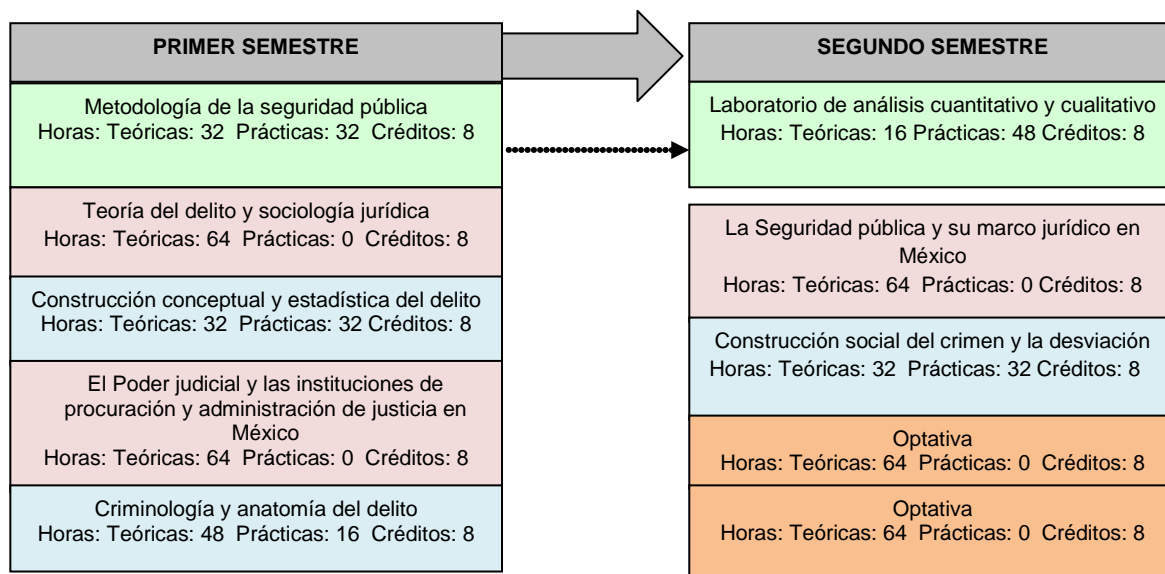 PRIMER SEMESTRE
Metodología de la seguridad pública
Horas: Teóricas: 32 Prácticas: 32 Créditos: 8
Teoría del delito y sociología jurídica
Horas: Teóricas: 64 Prácticas: 0 Créditos: 8
Construcción conceptual y estadística del delito
Horas: Teóricas: 32 Prácticas: 32 Créditos: 8
El Poder judicial y las instituciones de
procuración y administración de justicia en
México
Horas: Teóricas: 64 Prácticas: 0 Créditos: 8
Criminología y anatomía del delito
Horas: Teóricas: 48 Prácticas: 16 Créditos: 8
SEGUNDO SEMESTRE
Laboratorio de análisis cuantitativo y cualitativo
Horas: Teóricas: 16 Prácticas: 48 Créditos: 8
La Seguridad pública y su marco jurídico en
México
Horas: Teóricas: 64 Prácticas: 0 Créditos: 8
Construcción social del crimen y la desviación
Horas: Teóricas: 32 Prácticas: 32 Créditos: 8
Optativa
Horas: Teóricas: 64 Prácticas: 0 Créditos: 8
Optativa
Horas: Teóricas: 64 Prácticas: 0 Créditos: 8